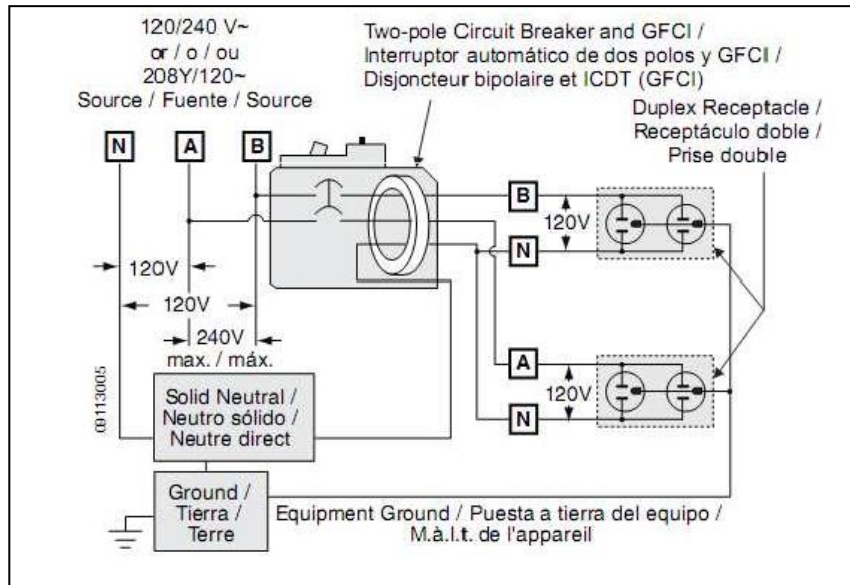 120/240 V~
or / o / ou
208Y/120~
Source / Fuente / Source
Two-pole Circuit Breaker and GFCI /
Interruptor automático de dos polos y GFCI /
Disjoncteur bipolaire et ICDT (GFCI)
Duplex Receptacle /
Receptáculo doble /
Prise double
N
A
B
B
120V
N
120V
120V
240V
max. / máx.
A
120V
N
09113005
Solid Neutral /
Neutro sólido /
Neutre direct
Ground /
Tierra /
Terre
Equipment Ground / Puesta a tierra del equipo /
M.à.l.t. de l'appareil